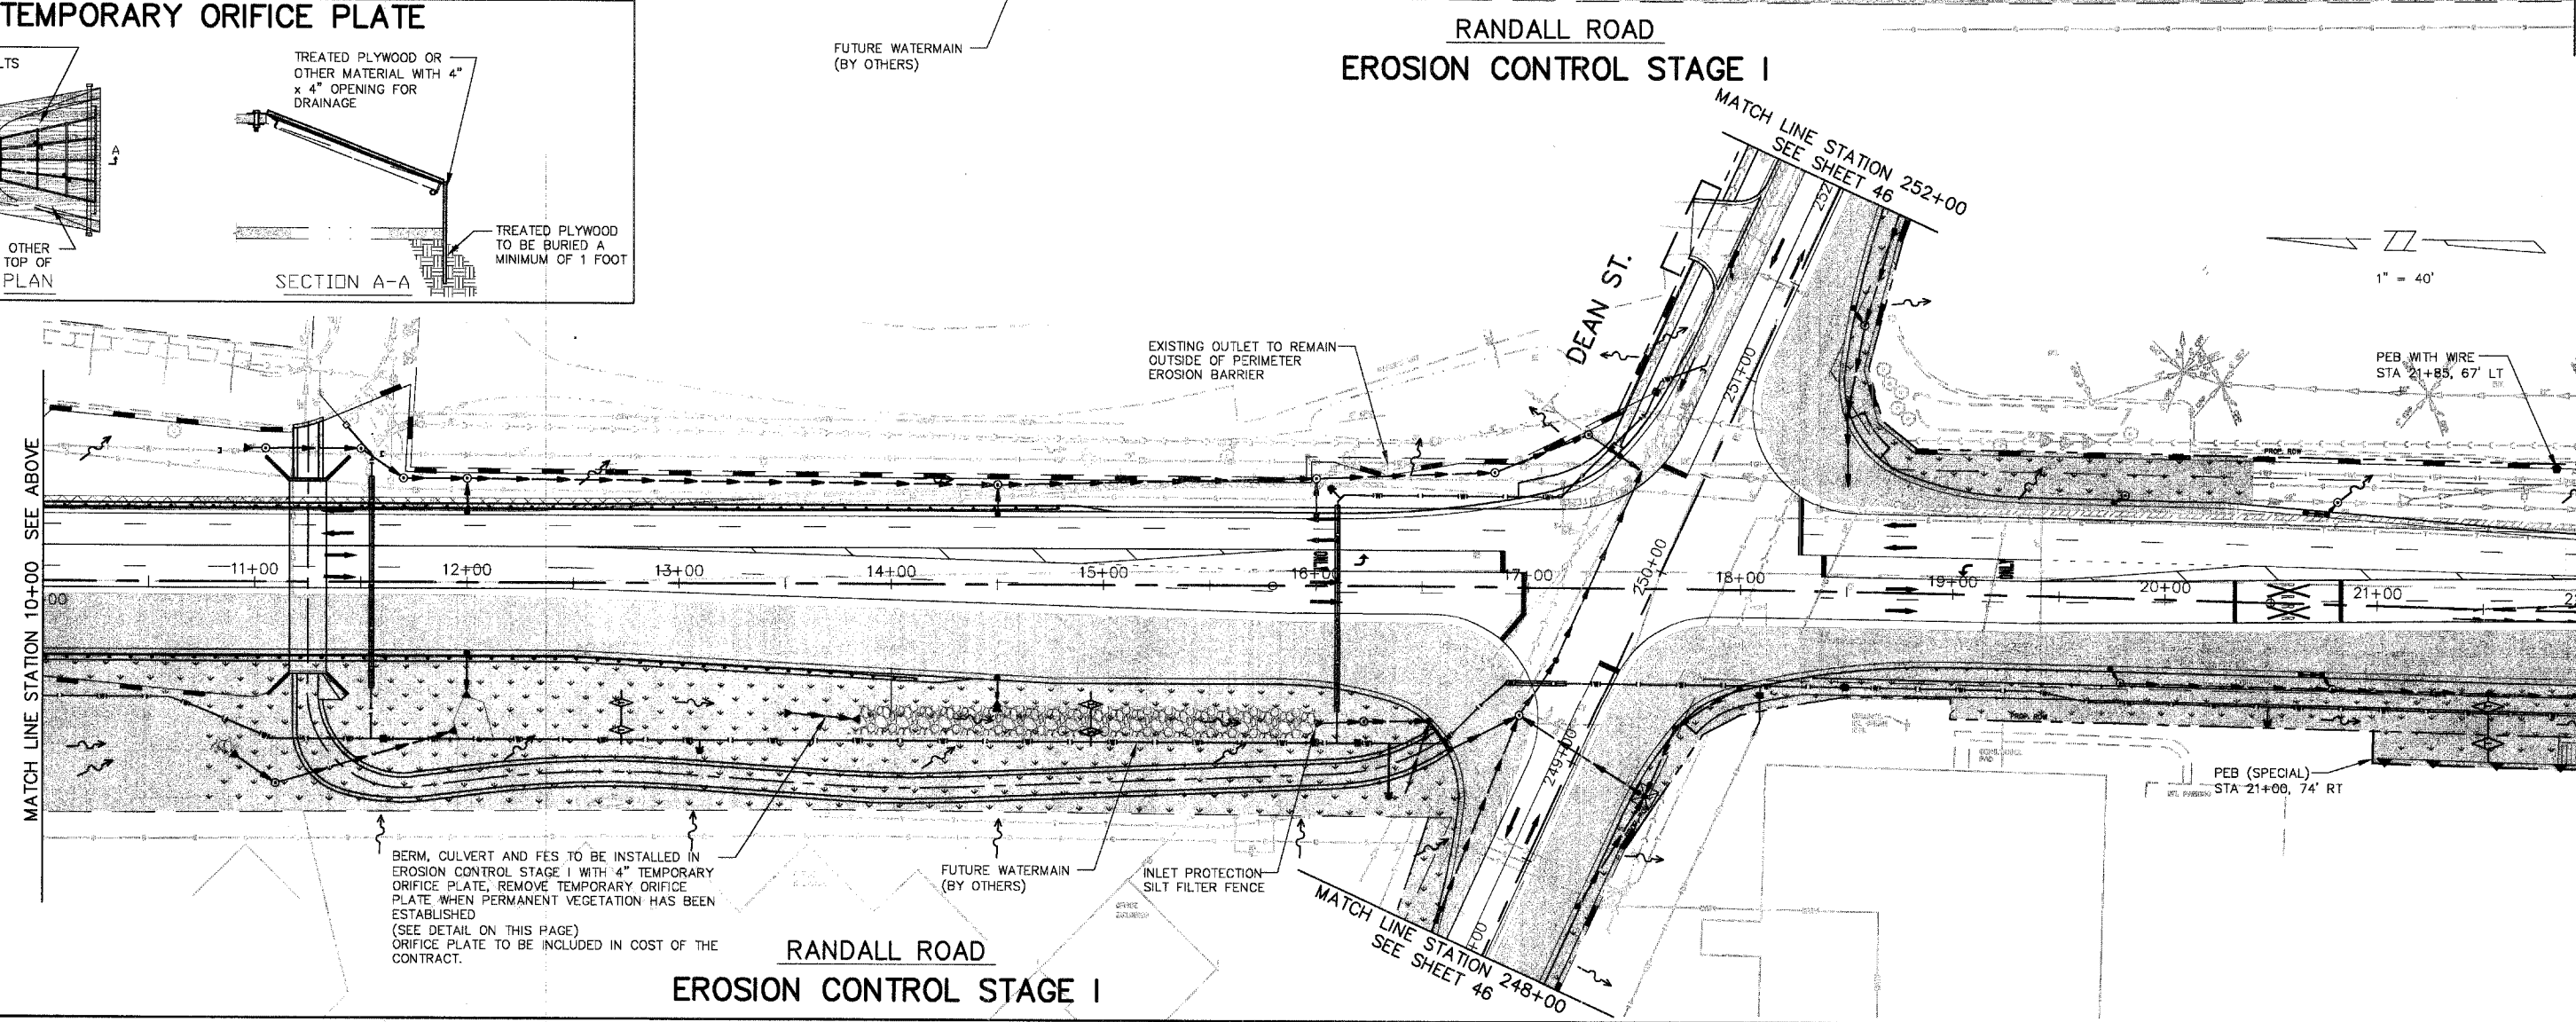 TEMPORARY ORIFICE PLATE
LTS
TREATED PLYWOOD OR
OTHER MATERIAL WITH 4"
x 4" OPENING FOR
DRAINAGE
A
OTHER
TOP OF
PLAN
SECTION A-A
TREATED PLYWOOD
TO BE BURIED A
MINIMUM OF 1 FOOT
FUTURE WATERMAIN
(BY OTHERS)
RANDALL ROAD
EROSION CONTROL STAGE I
MATCH LINE STATION 252+00
SEE SHEET 46
1" = 40'
DEAN ST.
EXISTING OUTLET TO REMAIN
OUTSIDE OF PERIMETER
EROSION BARRIER
PEB WITH WIRE
STA 21+85, 67' LT
PROP. ROW
MATCH LINE STATION 10+00 SEE ABOVE
+00
11+00
12+00
13+00
14+00
15+00
16+00
17+00
18+00
19+00
20+00
21+00
252
251+00
250+00
249+00
+00
ONLY
ONLY
PROP. ROW
PEB (SPECIAL)
STA 21+00, 74' RT
BERM, CULVERT AND FES TO BE INSTALLED IN
EROSION CONTROL STAGE I WITH 4" TEMPORARY
ORIFICE PLATE, REMOVE TEMPORARY ORIFICE
PLATE WHEN PERMANENT VEGETATION HAS BEEN
ESTABLISHED
(SEE DETAIL ON THIS PAGE)
ORIFICE PLATE TO BE INCLUDED IN COST OF THE
CONTRACT.
FUTURE WATERMAIN
(BY OTHERS)
INLET PROTECTION
SILT FILTER FENCE
MATCH LINE STATION 248+00
SEE SHEET 46
RANDALL ROAD
EROSION CONTROL STAGE I